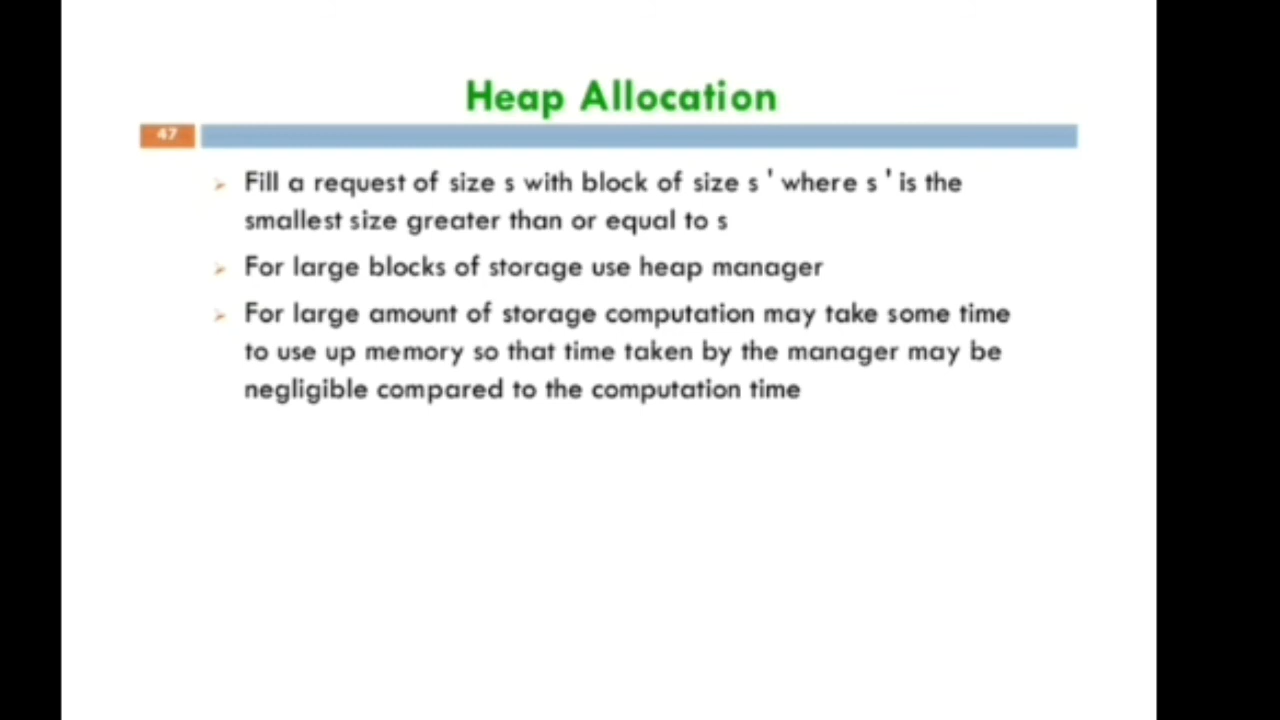 Heap Allocation
47
Fill a request of size s with block of size s ' where s ' is the
smallest size greater than or equal to s
For large blocks of storage use heap manager
For large amount of storage computation may take some time
to use up memory so that time taken by the manager may be
negligible compared to the computation time